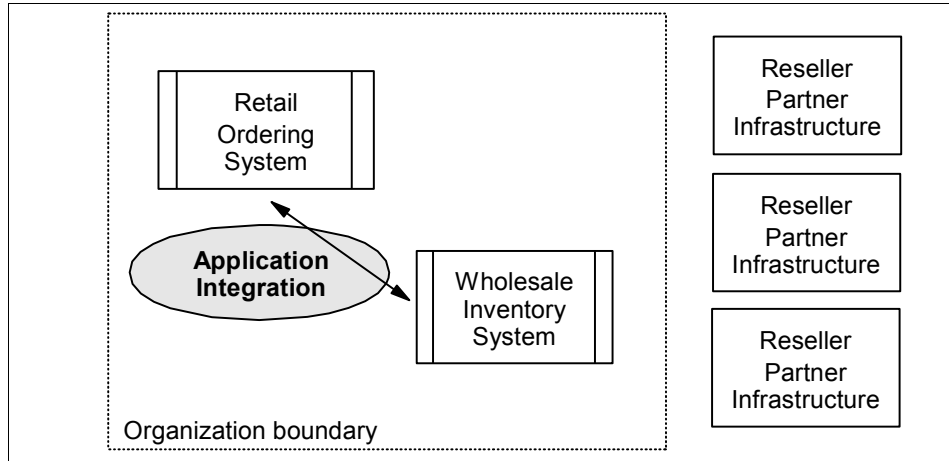 Retail
Ordering
System
Application
Integration
Wholesale
Inventory
System
Organization boundary
Reseller
Partner
Infrastructure
Reseller
Partner
Infrastructure
Reseller
Partner
Infrastructure